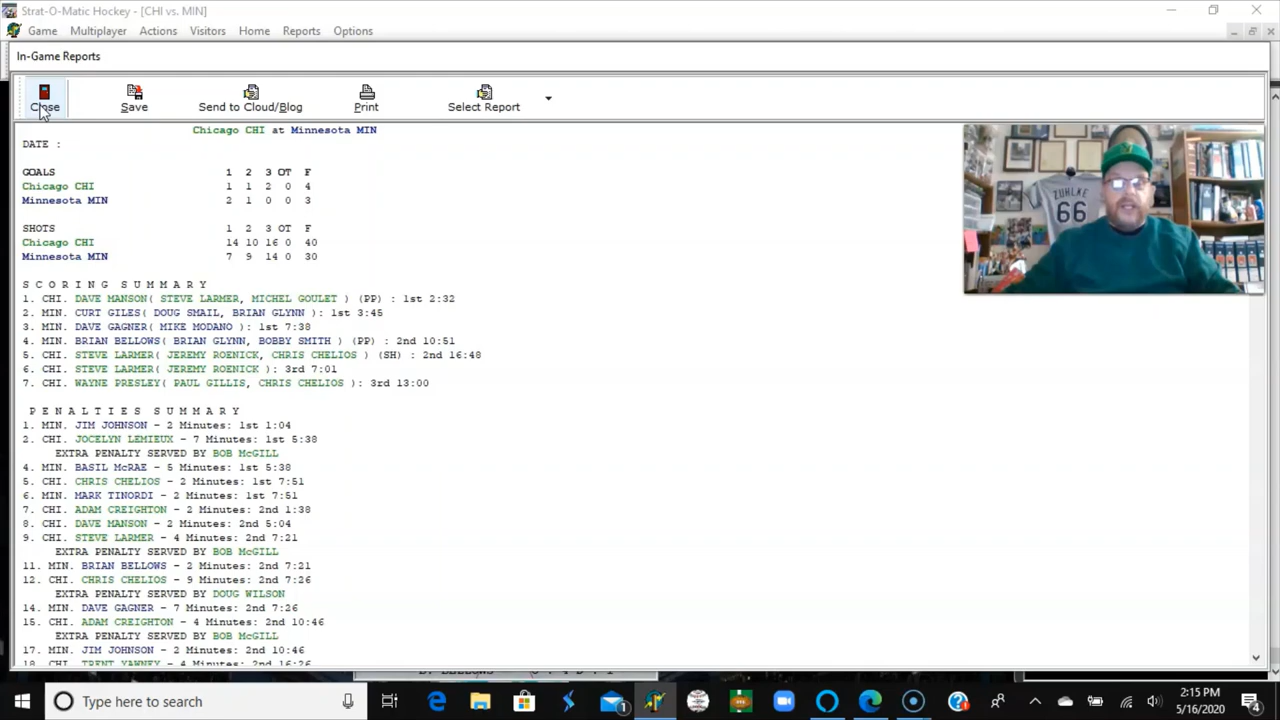 Strat-O-Matic Hockey - [CHI vs. MIN]
Game Multiplayer Actions Visitors Home Reports Options
In-Game Reports
Close Save Send to Cloud/Blog Print Select Report
Chicago CHI at Minnesota MIN
DATE :
GOALS 1 2 3 OT F
Chicago CHI 1 1 2 0 4
Minnesota MIN 2 1 0 0 3
SHOTS 1 2 3 OT F
Chicago CHI 14 10 16 0 40
Minnesota MIN 7 9 14 0 30
S C O R I N G S U M M A R Y
1. CHI. DAVE MANSON( STEVE LARMER, MICHEL GOULET ) (PP) : 1st 2:32
2. MIN. CURT GILES( DOUG SMAIL, BRIAN GLYNN ): 1st 3:45
3. MIN. DAVE GAGNER( MIKE MODANO ): 1st 7:38
4. MIN. BRIAN BELLOWS( BRIAN GLYNN, BOBBY SMITH ) (PP) : 2nd 10:51
5. CHI. STEVE LARMER( JEREMY ROENICK, CHRIS CHELIOS ) (SH) : 2nd 16:48
6. CHI. STEVE LARMER( JEREMY ROENICK ): 3rd 7:01
7. CHI. WAYNE PRESLEY( PAUL GILLIS, CHRIS CHELIOS ): 3rd 13:00
P E N A L T I E S S U M M A R Y
1. MIN. JIM JOHNSON - 2 Minutes: 1st 1:04
2. CHI. JOCELYN LEMIEUX - 7 Minutes: 1st 5:38
EXTRA PENALTY SERVED BY BOB McGILL
4. MIN. BASIL McRAE - 5 Minutes: 1st 5:38
5. CHI. CHRIS CHELIOS - 2 Minutes: 1st 7:51
6. MIN. MARK TINORDI - 2 Minutes: 1st 7:51
7. CHI. ADAM CREIGHTON - 2 Minutes: 2nd 1:38
8. CHI. DAVE MANSON - 2 Minutes: 2nd 5:04
9. CHI. STEVE LARMER - 4 Minutes: 2nd 7:21
EXTRA PENALTY SERVED BY BOB McGILL
11. MIN. BRIAN BELLOWS - 2 Minutes: 2nd 7:21
12. CHI. CHRIS CHELIOS - 9 Minutes: 2nd 7:26
EXTRA PENALTY SERVED BY DOUG WILSON
14. MIN. DAVE GAGNER - 7 Minutes: 2nd 7:26
15. CHI. ADAM CREIGHTON - 4 Minutes: 2nd 10:46
EXTRA PENALTY SERVED BY BOB McGILL
17. MIN. JIM JOHNSON - 2 Minutes: 2nd 10:46
18. CHI. TRENT YAWNEY - 4 Minutes: 2nd 16:26
ZUHLKE
66
Type here to search
1
2:15 PM
5/16/2020
4